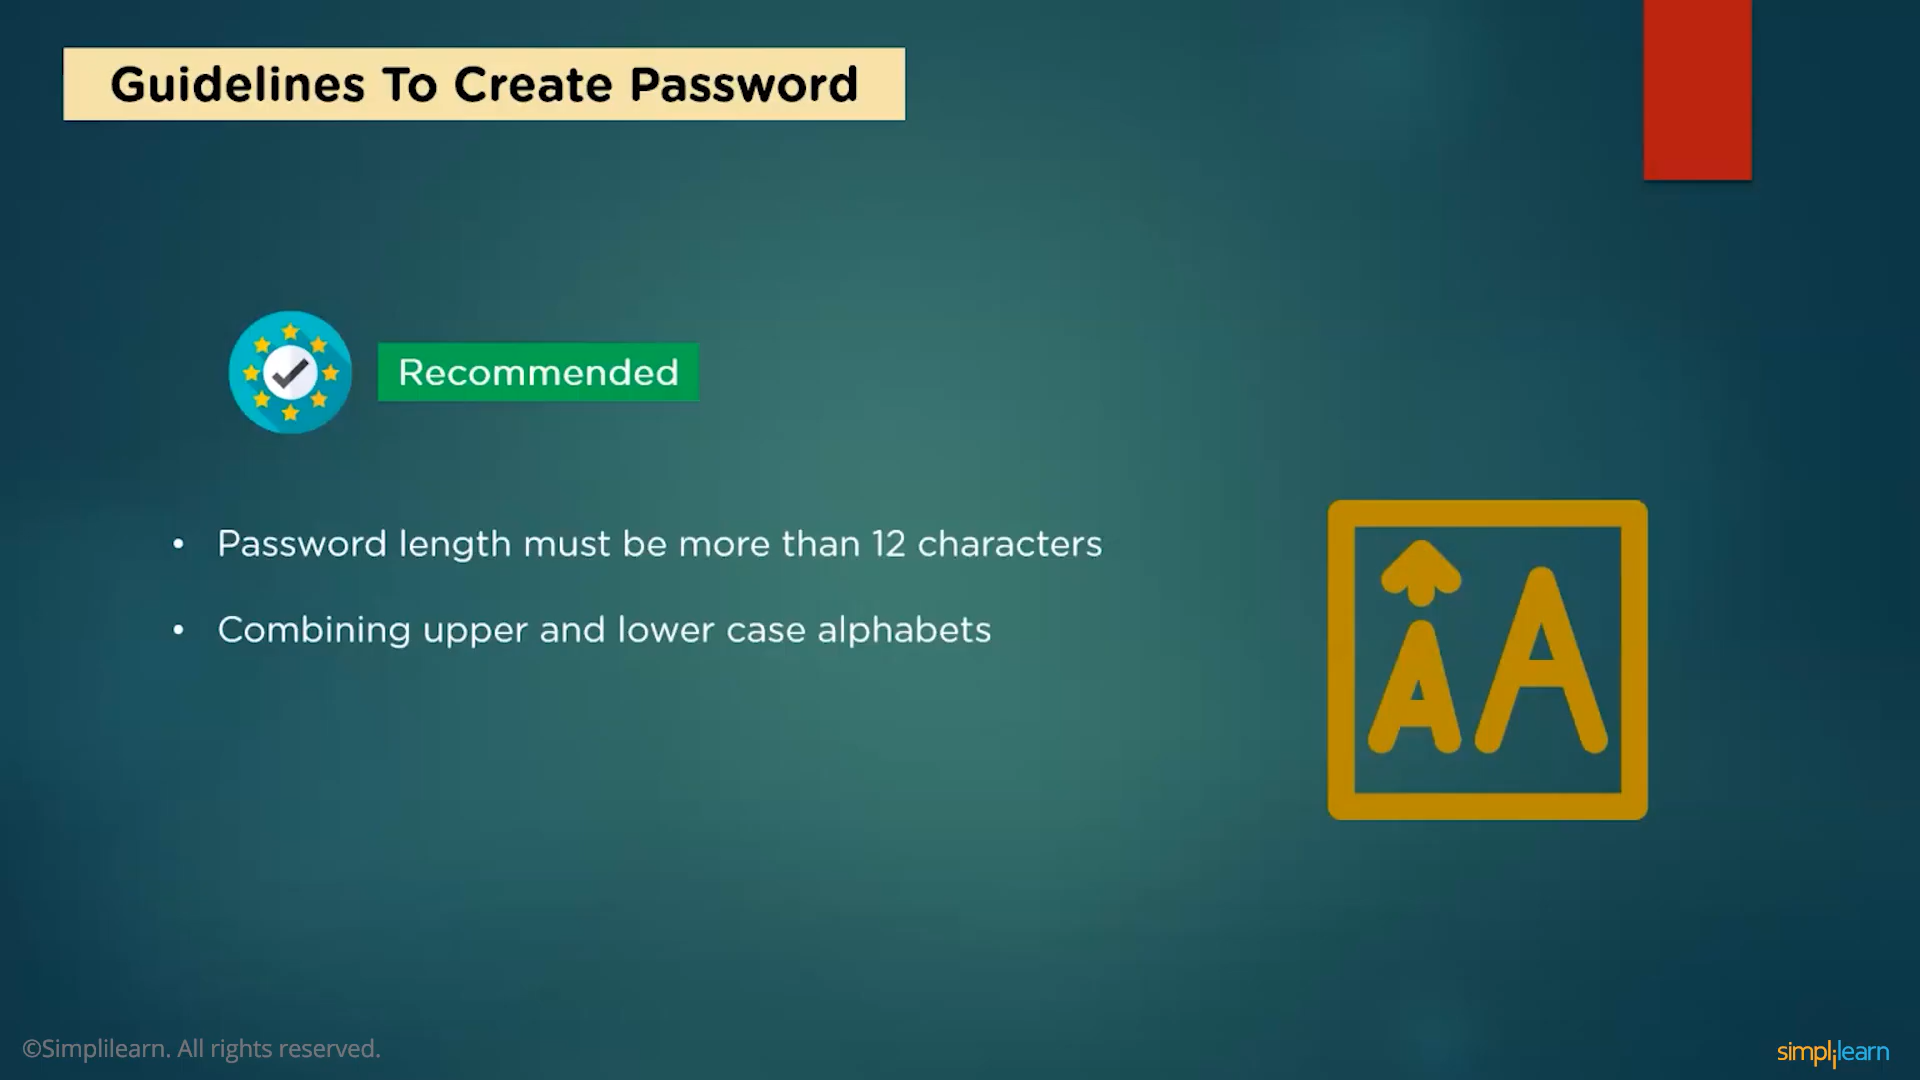 Guidelines To Create Password
Recommended
• Password length must be more than 12 characters
• Combining upper and lower case alphabets
A A
©Simplilearn. All rights reserved.
simplilearn